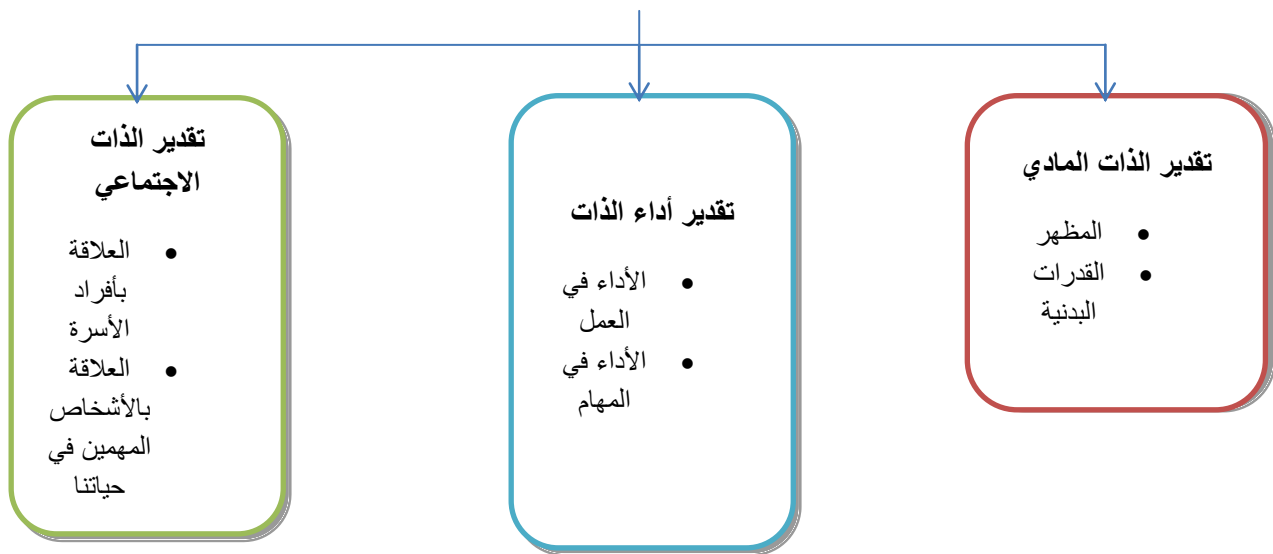 تقدير الذات المادي
• المظهر
• القدرات
البدنية
تقدير أداء الذات
• الأداء في
العمل
• الأداء في
المهام
تقدير الذات
الاجتماعي
• العلاقة
بأفراد
الأسرة
• العلاقة
بالأشخاص
المهمين في
حياتنا